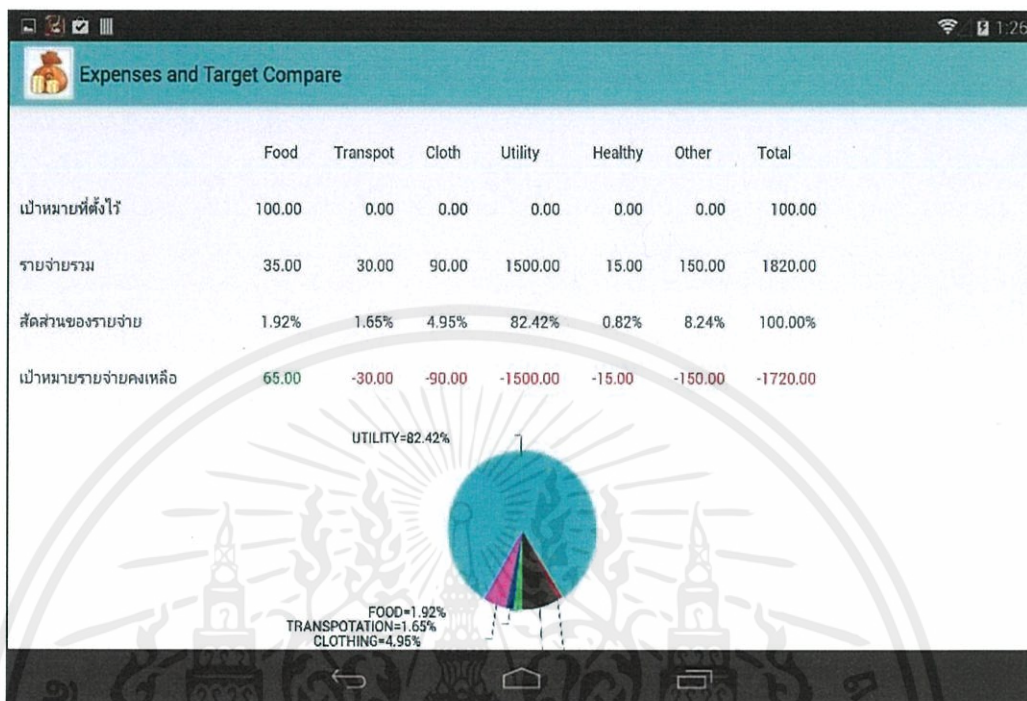 1:26
Expenses and Target Compare
Food Transpot Cloth Utility Healthy Other Total
เป้าหมายที่ตั้งไว้ 100.00 0.00 0.00 0.00 0.00 0.00 100.00
รายจ่ายรวม 35.00 30.00 90.00 1500.00 15.00 150.00 1820.00
สัดส่วนของรายจ่าย 1.92% 1.65% 4.95% 82.42% 0.82% 8.24% 100.00%
เป้าหมายรายจ่ายคงเหลือ 65.00 -30.00 -90.00 -1500.00 -15.00 -150.00 -1720.00
UTILITY=82.42%
FOOD=1.92%
TRANSPOTATION=1.65%
CLOTHING=4.95%